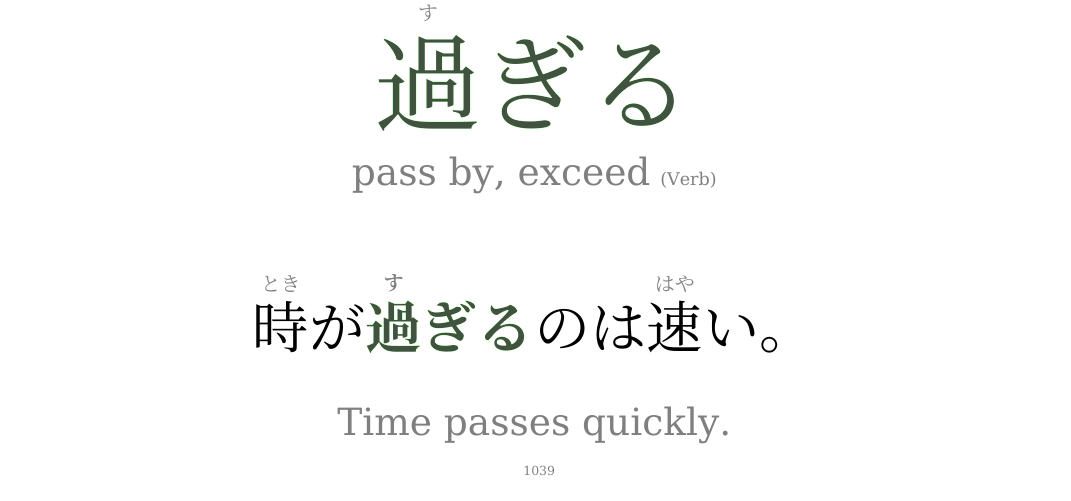 す
過ぎる
pass by, exceed (Verb)
とき す はや
時が過ぎるのは速い。
Time passes quickly.
1039